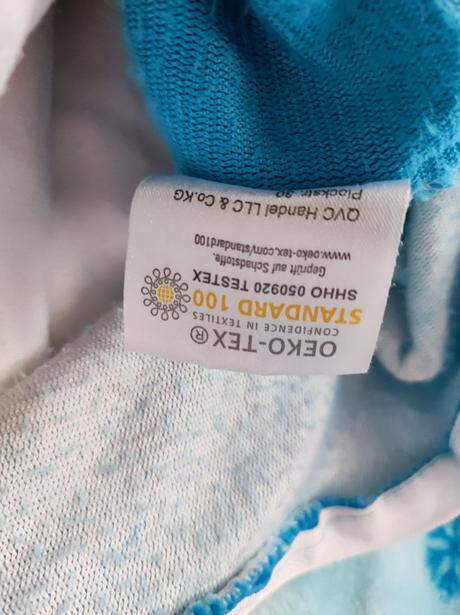 OEKO-TEX®
CONFIDENCE IN TEXTILES
STANDARD 100
SHHO 050920 TESTEX
Geprüft auf Schadstoffe.
www.oeko-tex.com/standard100
QVC Handel LLC & Co.KG
Plockstr. 30